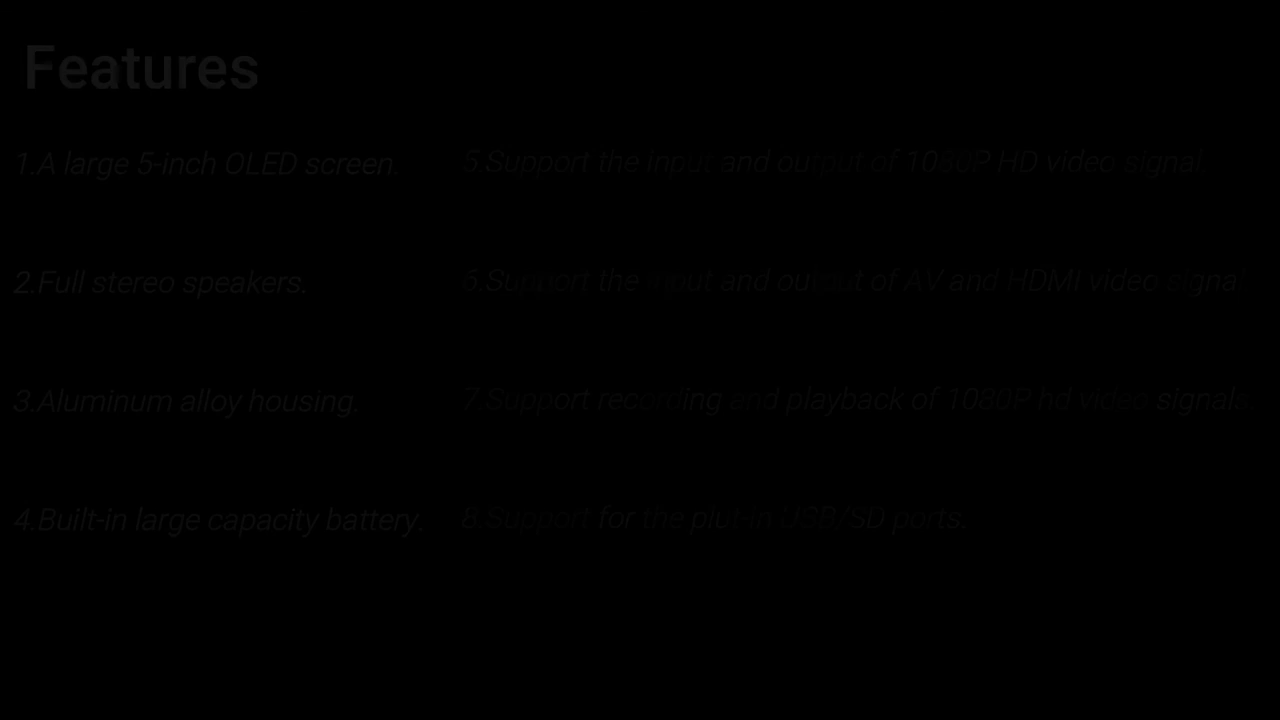 Features
1.A large 5-inch OLED screen.
2.Full stereo speakers.
3.Aluminum alloy housing.
4.Built-in large capacity battery.
5.Support the input and output of 1080P HD video signal.
6.Support the input and output of AV and HDMI video signal
7.Support recording and playback of 1080P hd video signals
8.Support for the USB/SD ports.